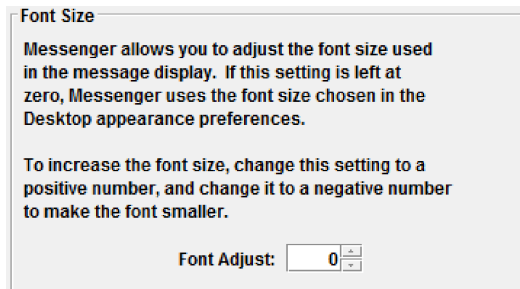 Font Size
Messenger allows you to adjust the font size used
in the message display.  If this setting is left at
zero, Messenger uses the font size chosen in the
Desktop appearance preferences.
To increase the font size, change this setting to a
positive number, and change it to a negative number
to make the font smaller.
Font Adjust: 0